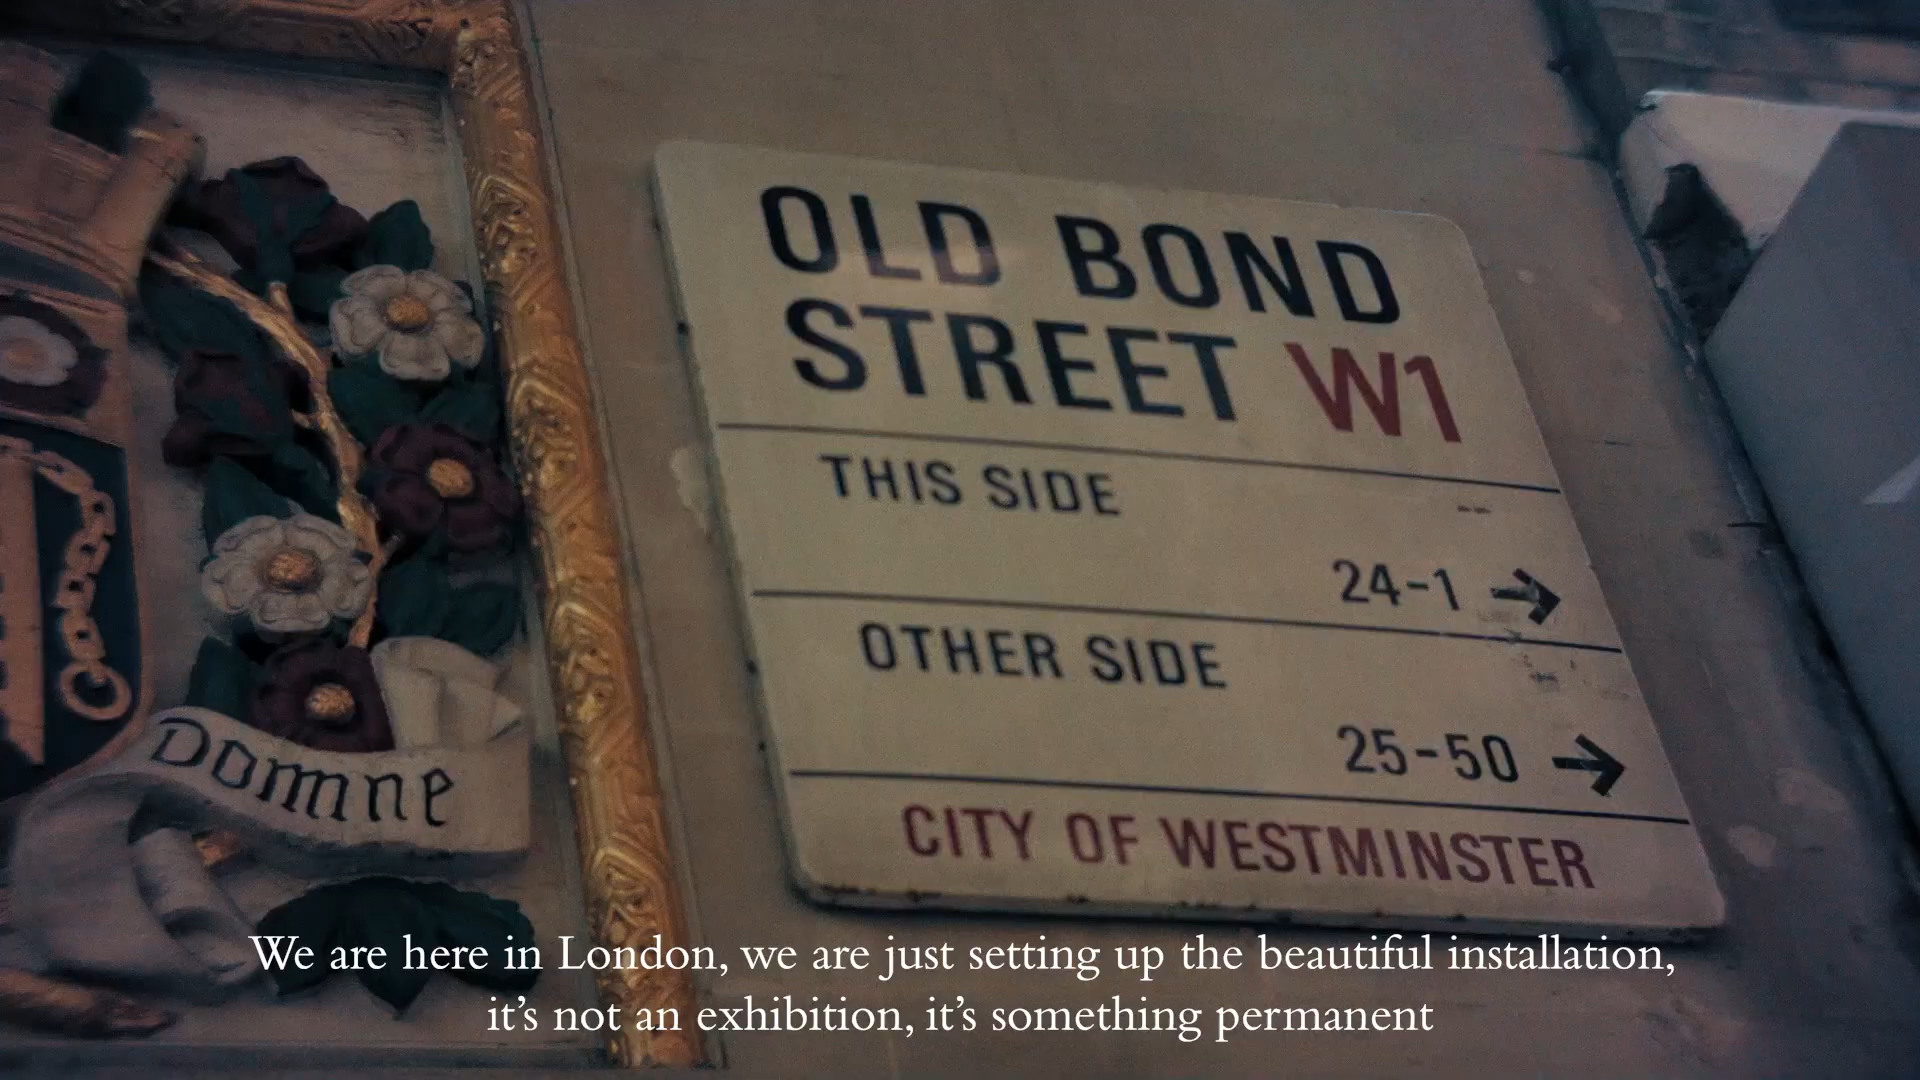 Domne
OLD BOND
STREET W1
THIS SIDE
24-1 →
OTHER SIDE
25-50 →
CITY OF WESTMINSTER
We are here in London, we are just setting up the beautiful installation,
it’s not an exhibition, it’s something permanent